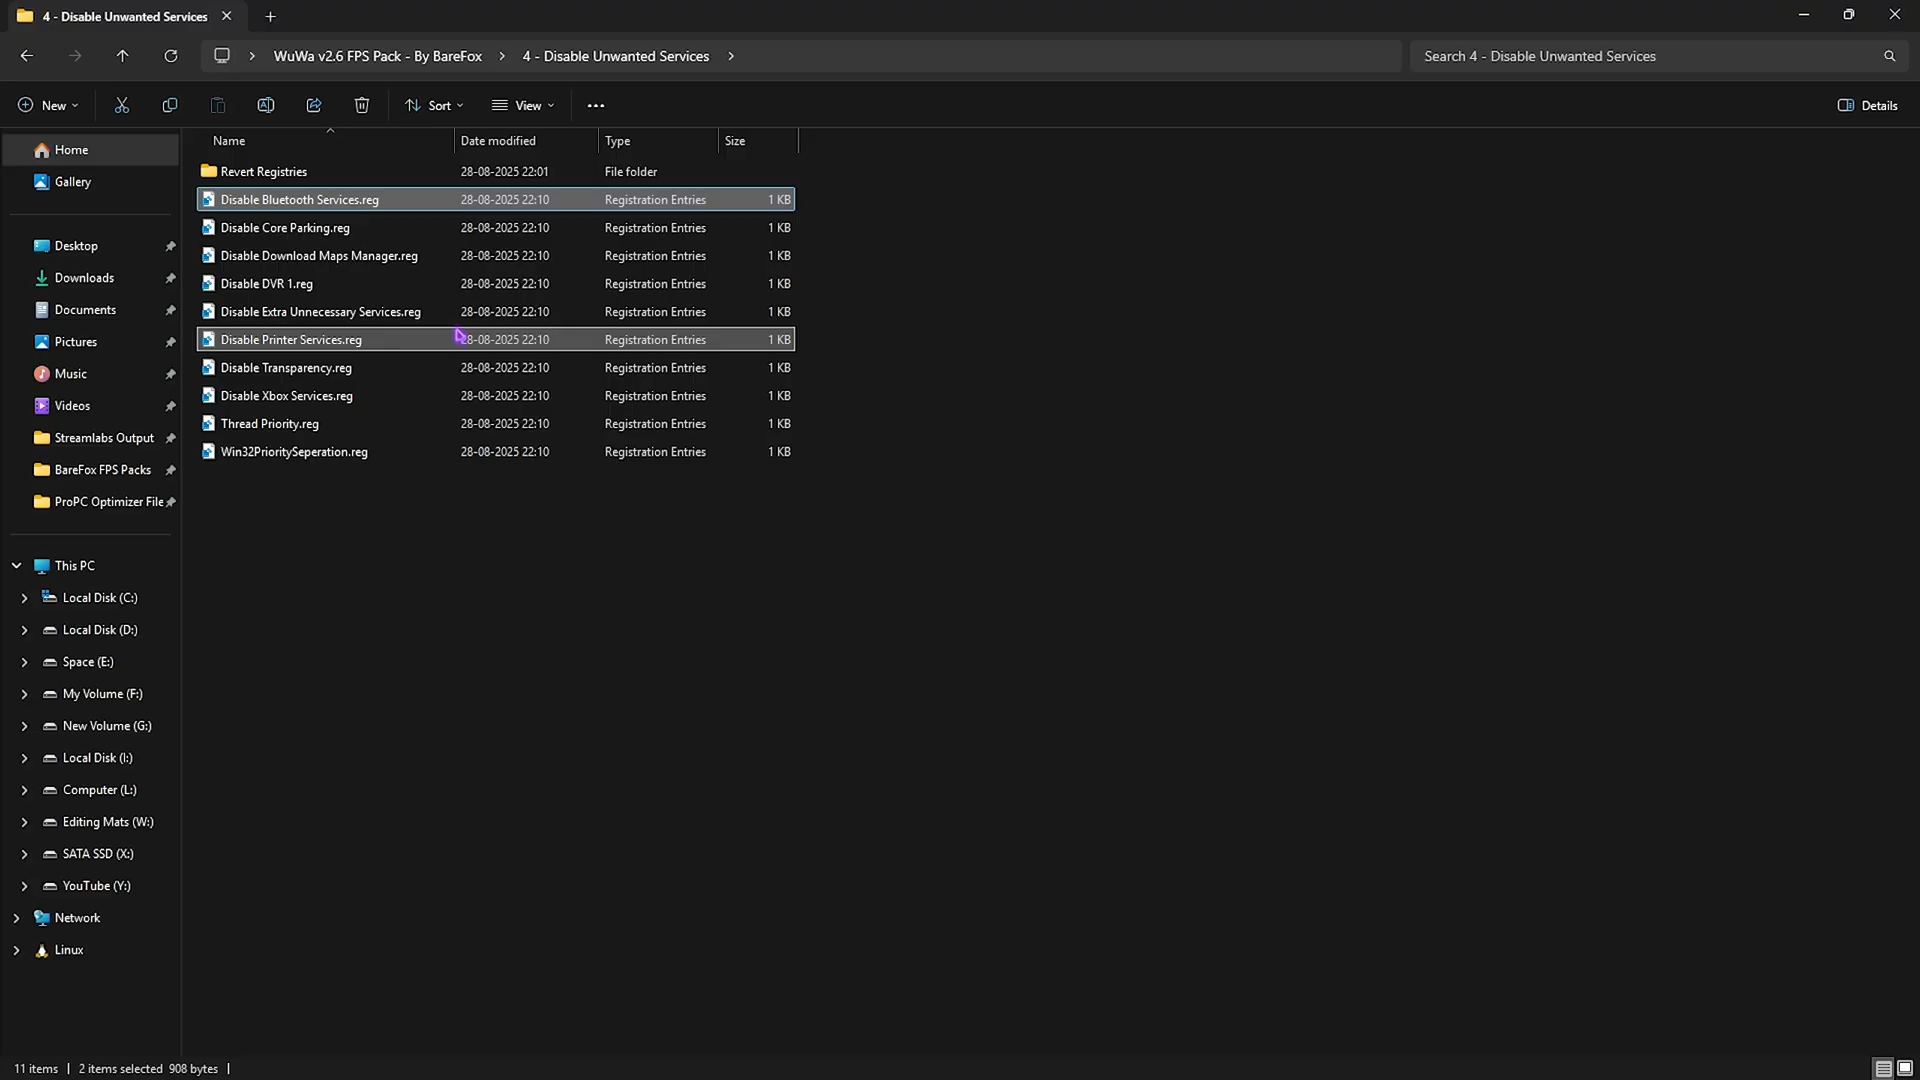 4 - Disable Unwanted Services
WuWa v2.6 FPS Pack - By BareFox > 4 - Disable Unwanted Services >
Search 4 - Disable Unwanted Services
New
Sort
View
Details
Home
Gallery
Desktop
Downloads
Documents
Pictures
Music
Videos
Streamlabs Output
BareFox FPS Packs
ProPC Optimizer File
This PC
Local Disk (C:)
Local Disk (D:)
Space (E:)
My Volume (F:)
New Volume (G:)
Local Disk (I:)
Computer (L:)
Editing Mats (W:)
SATA SSD (X:)
YouTube (Y:)
Network
Linux
Name Date modified Type Size
Revert Registries 28-08-2025 22:01 File folder
Disable Bluetooth Services.reg 28-08-2025 22:10 Registration Entries 1 KB
Disable Core Parking.reg 28-08-2025 22:10 Registration Entries 1 KB
Disable Download Maps Manager.reg 28-08-2025 22:10 Registration Entries 1 KB
Disable DVR 1.reg 28-08-2025 22:10 Registration Entries 1 KB
Disable Extra Unnecessary Services.reg 28-08-2025 22:10 Registration Entries 1 KB
Disable Printer Services.reg 28-08-2025 22:10 Registration Entries 1 KB
Disable Transparency.reg 28-08-2025 22:10 Registration Entries 1 KB
Disable Xbox Services.reg 28-08-2025 22:10 Registration Entries 1 KB
Thread Priority.reg 28-08-2025 22:10 Registration Entries 1 KB
Win32PrioritySeperation.reg 28-08-2025 22:10 Registration Entries 1 KB
11 items | 2 items selected 908 bytes |